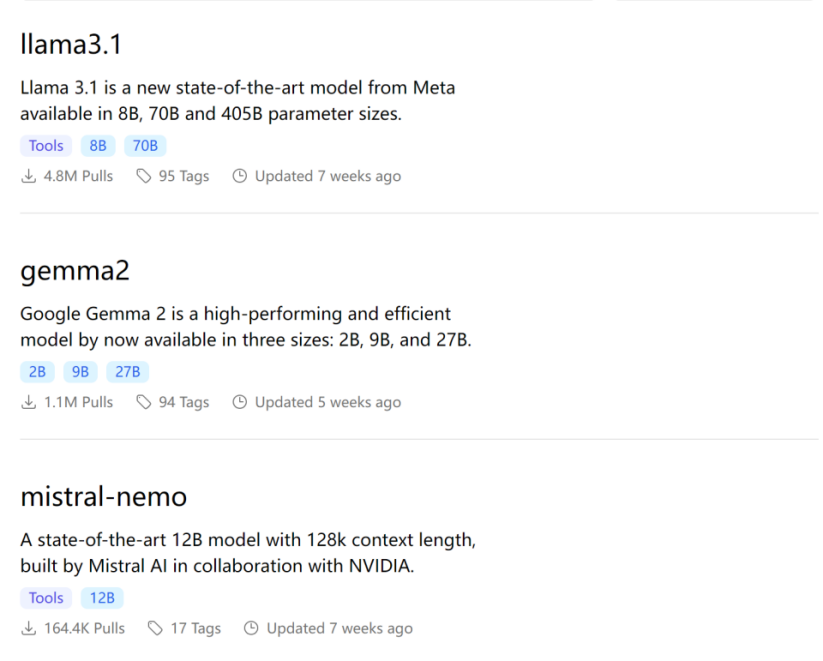 llama3.1
Llama 3.1 is a new state-of-the-art model from Meta
available in 8B, 70B and 405B parameter sizes.
Tools 8B 70B
4.8M Pulls 95 Tags Updated 7 weeks ago
gemma2
Google Gemma 2 is a high-performing and efficient
model by now available in three sizes: 2B, 9B, and 27B.
2B 9B 27B
1.1M Pulls 94 Tags Updated 5 weeks ago
mistral-nemo
A state-of-the-art 12B model with 128k context length,
built by Mistral AI in collaboration with NVIDIA.
Tools 12B
164.4K Pulls 17 Tags Updated 7 weeks ago